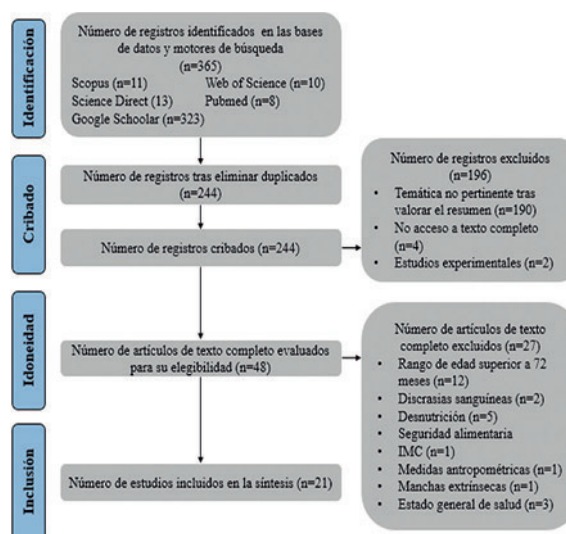 Identificación
Número de registros identificados en las bases
de datos y motores de búsqueda
(n=365)
Scopus (n=11) Web of Science (n=10)
Science Direct (13) Pubmed (n=8)
Google Schoolar (n=323)
Cribado
Número de registros tras eliminar duplicados
(n=244)
Número de registros cribados (n=244)
Número de registros excluidos
(n=196)
• Temática no pertinente tras
valorar el resumen (n=190)
• No acceso a texto completo
(n=4)
• Estudios experimentales (n=2)
Idoneidad
Número de artículos de texto completo evaluados
para su elegibilidad (n=48)
Número de artículos de texto
completo excluidos (n=27)
• Rango de edad superior a 72
meses (n=12)
• Discrasias sanguíneas (n=2)
• Desnutrición (n=5)
• Seguridad alimentaria
IMC (n=1)
• Medidas antropométricas (n=1)
• Manchas extrínsecas (n=1)
• Estado general de salud (n=3)
Inclusión
Número de estudios incluidos en la síntesis (n=21)